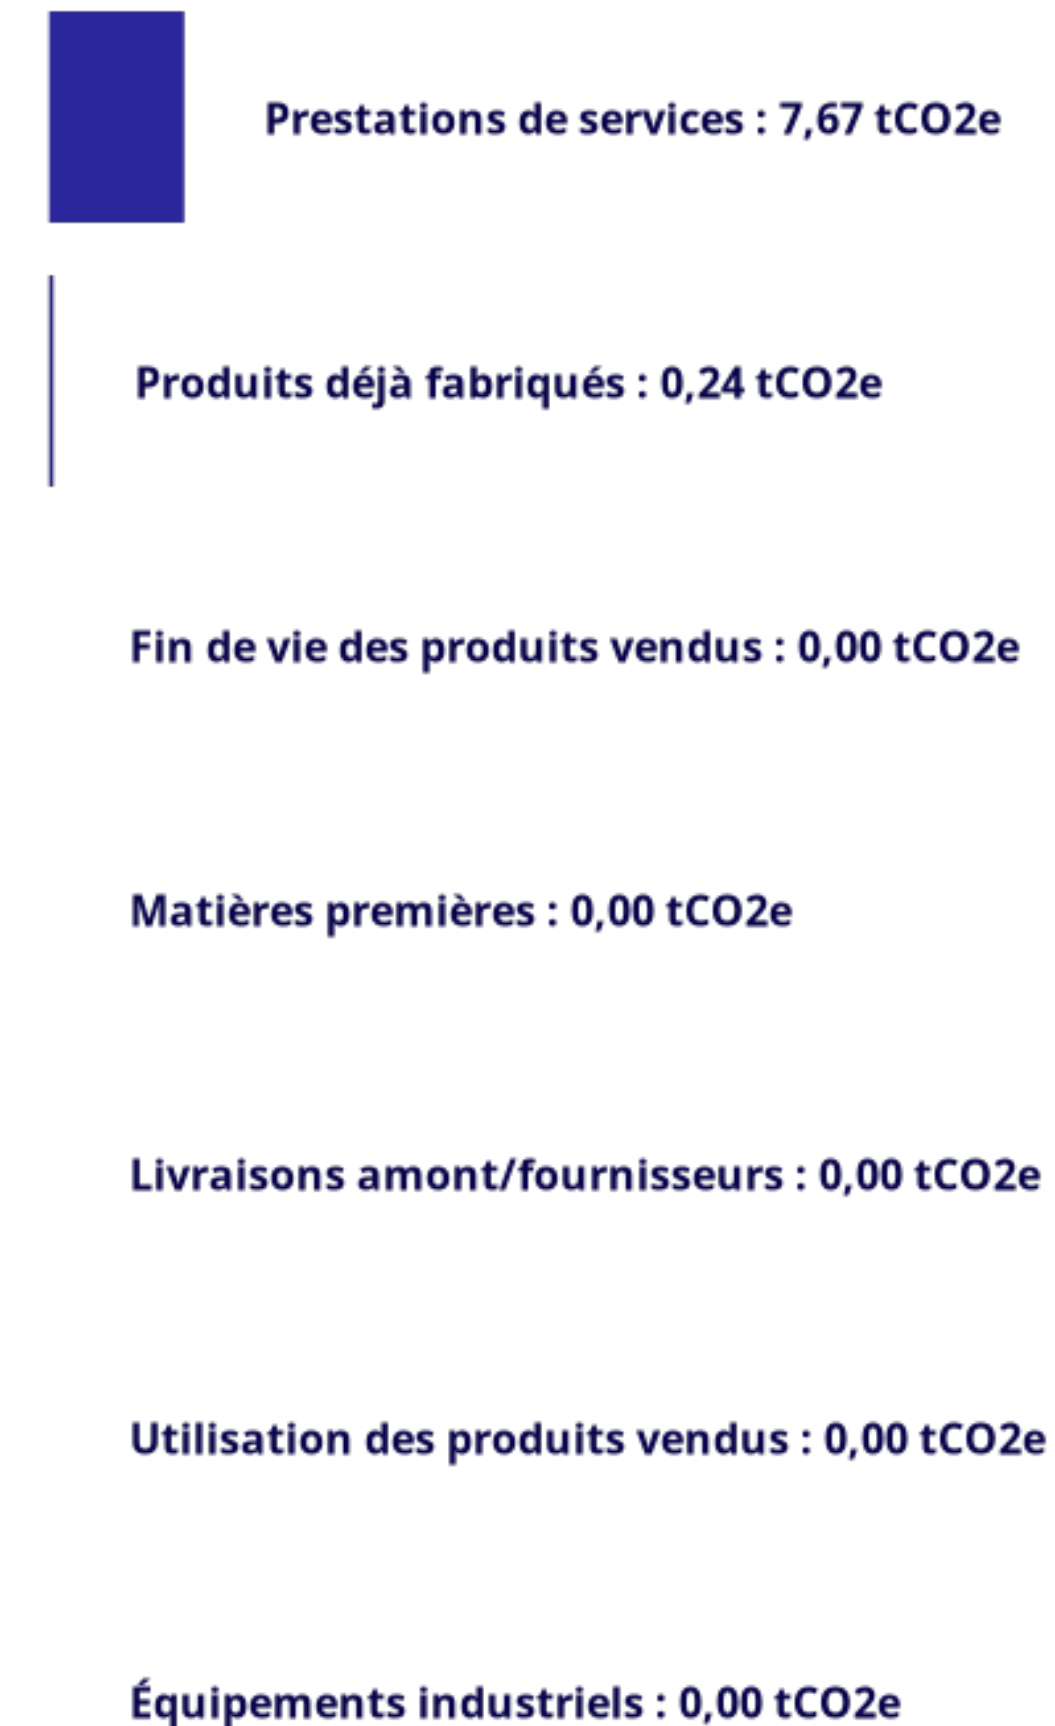 Prestations de services : 7,67 tCO2e
Produits déjà fabriqués : 0,24 tCO2e
Fin de vie des produits vendus : 0,00 tCO2e
Matières premières : 0,00 tCO2e
Livraisons amont/fournisseurs : 0,00 tCO2e
Utilisation des produits vendus : 0,00 tCO2e
Équipements industriels : 0,00 tCO2e